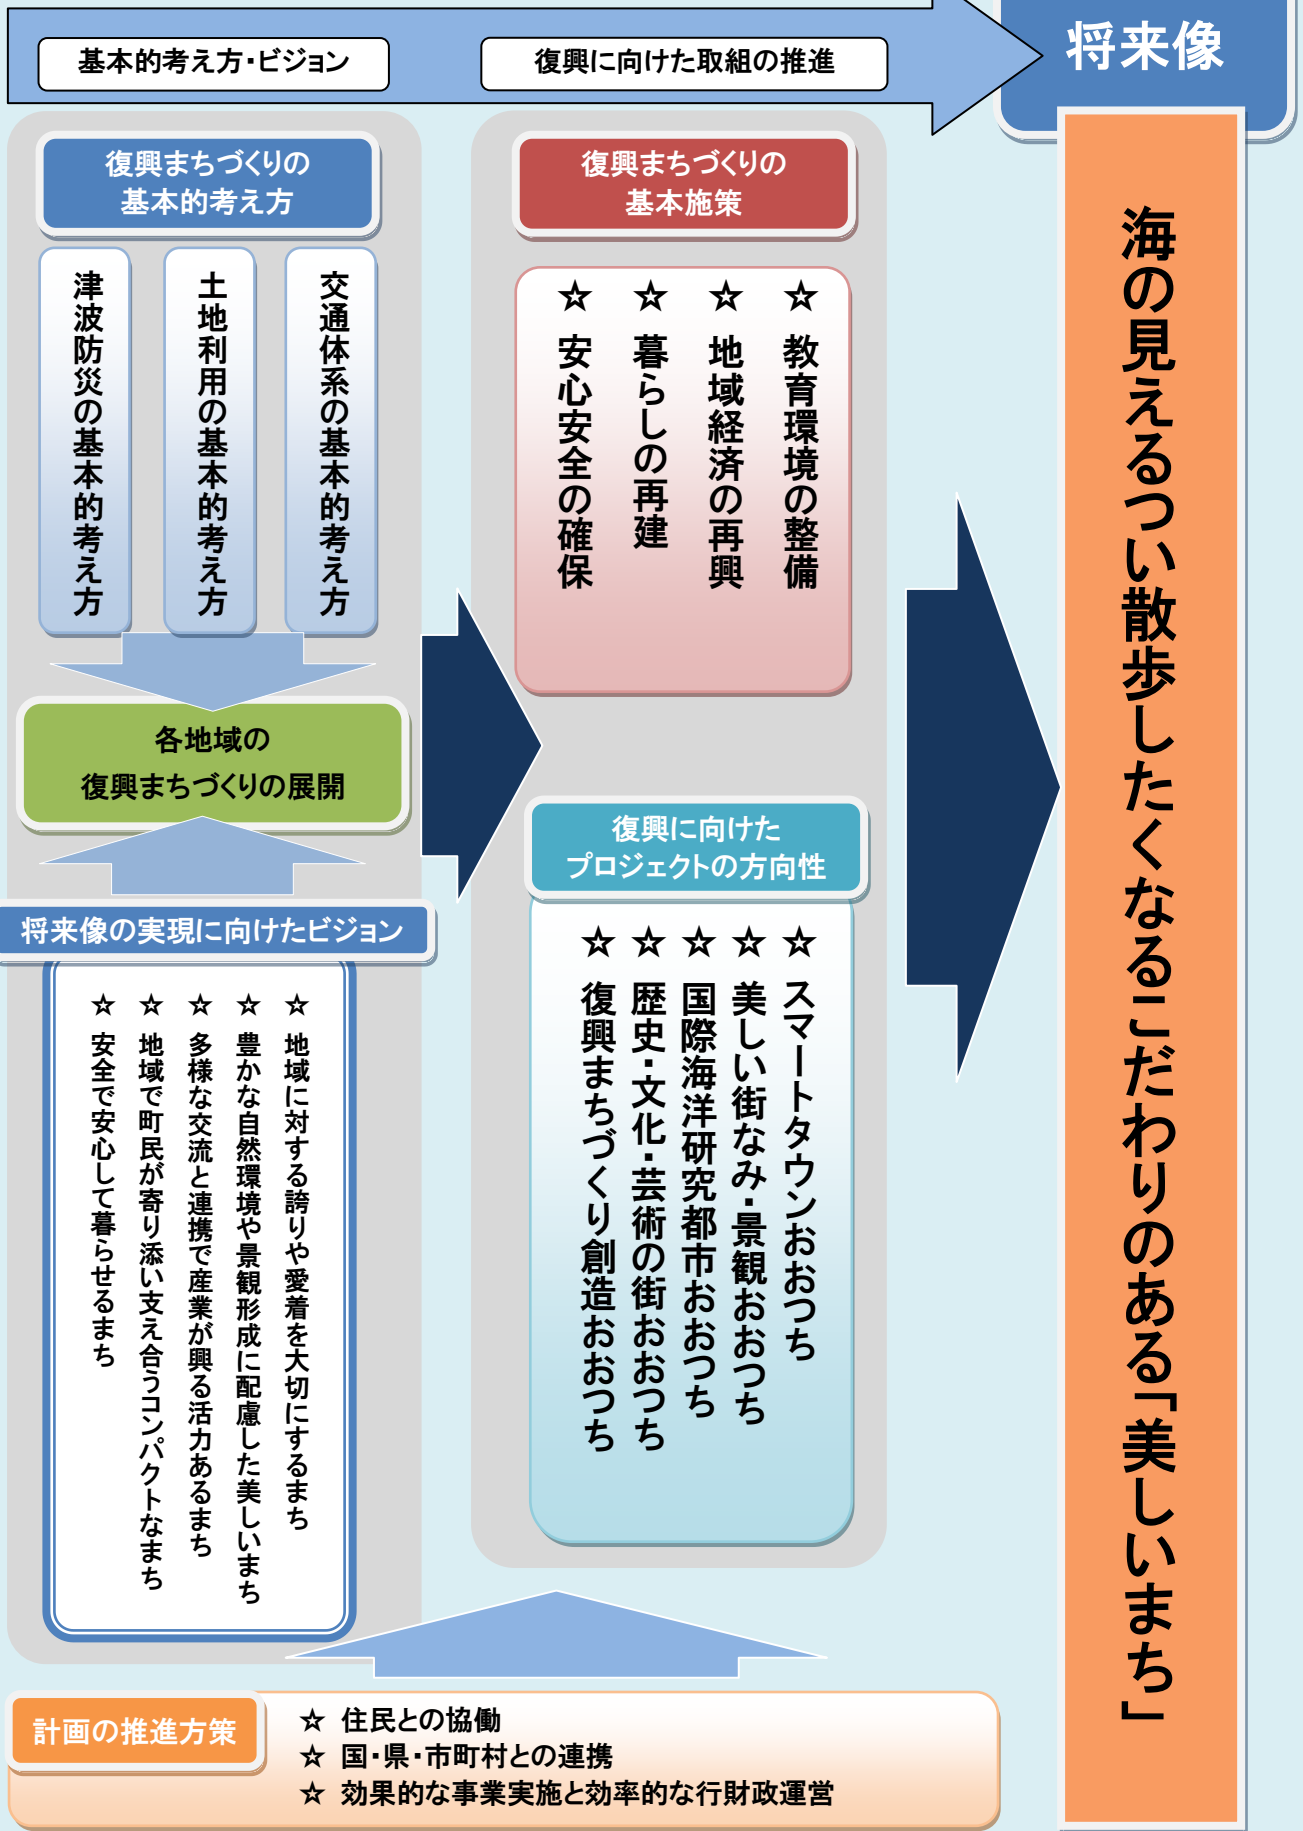 基本的考え方・ビジョン
復興に向けた取組の推進
将来像
復興まちづくりの
基本的考え方
津波防災の基本的考え方
土地利用の基本的考え方
交通体系の基本的考え方
各地域の
復興まちづくりの展開
将来像の実現に向けたビジョン
☆ 地域に対する誇りや愛着を大切にするまち
☆ 豊かな自然環境や景観形成に配慮した美しいまち
☆ 多様な交流と連携で産業が興る活力あるまち
☆ 地域で町民が寄り添い支え合うコンパクトなまち
☆ 安全で安心して暮らせるまち
復興まちづくりの
基本施策
☆ 教育環境の整備
☆ 地域経済の再興
☆ 暮らしの再建
☆ 安心安全の確保
復興に向けた
プロジェクトの方向性
☆ スマートタウンおおつち
☆ 美しい街なみ・景観おおつち
☆ 国際海洋研究都市おおつち
☆ 歴史・文化・芸術の街おおつち
☆ 復興まちづくり創造おおつち
海の見えるつい散歩したくなるこだわりのある「美しいまち」
計画の推進方策
☆ 住民との協働
☆ 国・県・市町村との連携
☆ 効果的な事業実施と効率的な行財政運営